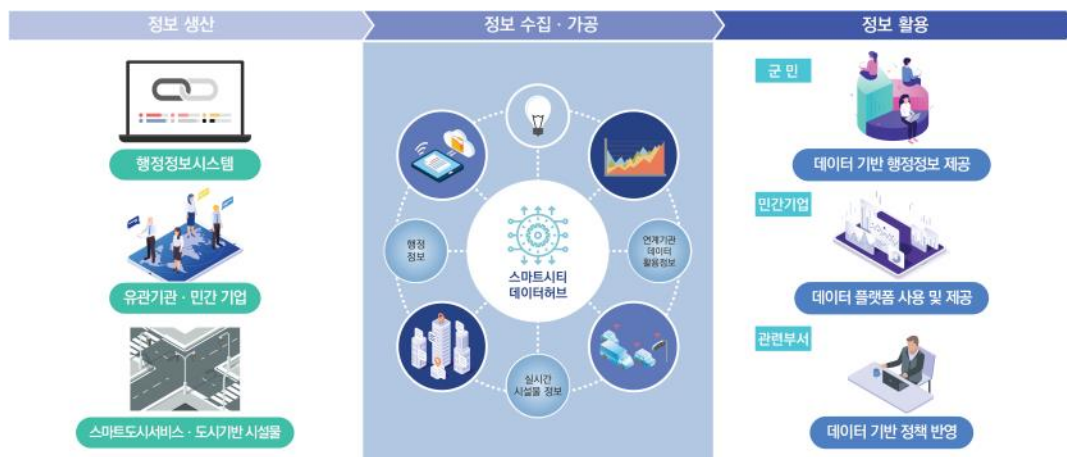 정보 생산
정보 수집 · 가공
정보 활용
행정정보시스템
유관기관 · 민간 기업
스마트도시서비스 · 도시기반 시설물
행정
정보
스마트시티
데이터허브
연계기관
데이터
활용정보
실시간
시설물 정보
군 민
데이터 기반 행정정보 제공
민간기업
데이터 플랫폼 사용 및 제공
관련부서
데이터 기반 정책 반영